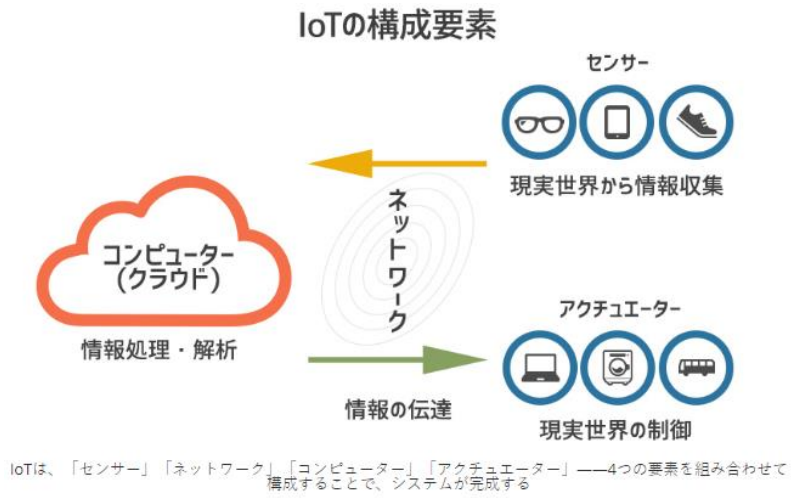 IoTの構成要素
センサー
現実世界から情報収集
ネットワーク
コンピューター
(クラウド)
情報処理・解析
アクチュエーター
情報の伝達
現実世界の制御
IoTは、「センサー」「ネットワーク」「コンピューター」「アクチュエーター」――4つの要素を組み合わせて
構成することで、システムが完成する